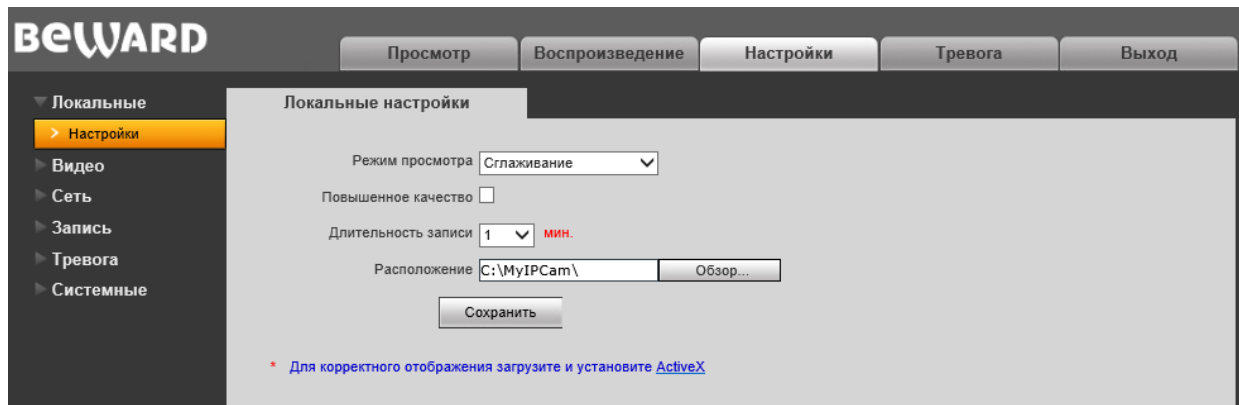 BEWARD
Просмотр Воспроизведение Настройки Тревога Выход
Локальные
Настройки
Видео
Сеть
Запись
Тревога
Системные
Локальные настройки
Режим просмотра Сглаживание
Повышенное качество
Длительность записи 1 мин.
Расположение C:\MyIPCam\ Обзор...
Сохранить
* Для корректного отображения загрузите и установите ActiveX